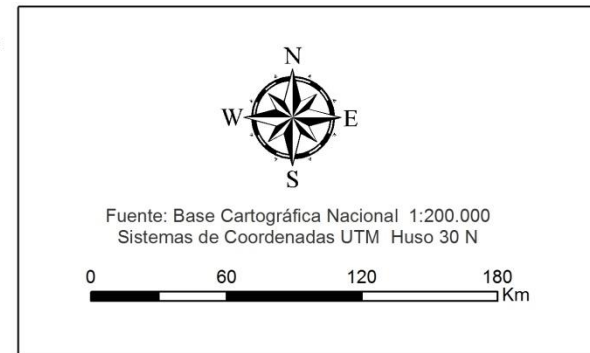 N
W E
S
Fuente: Base Cartográfica Nacional 1:200.000
Sistemas de Coordenadas UTM Huso 30 N
0 60 120 180
Km